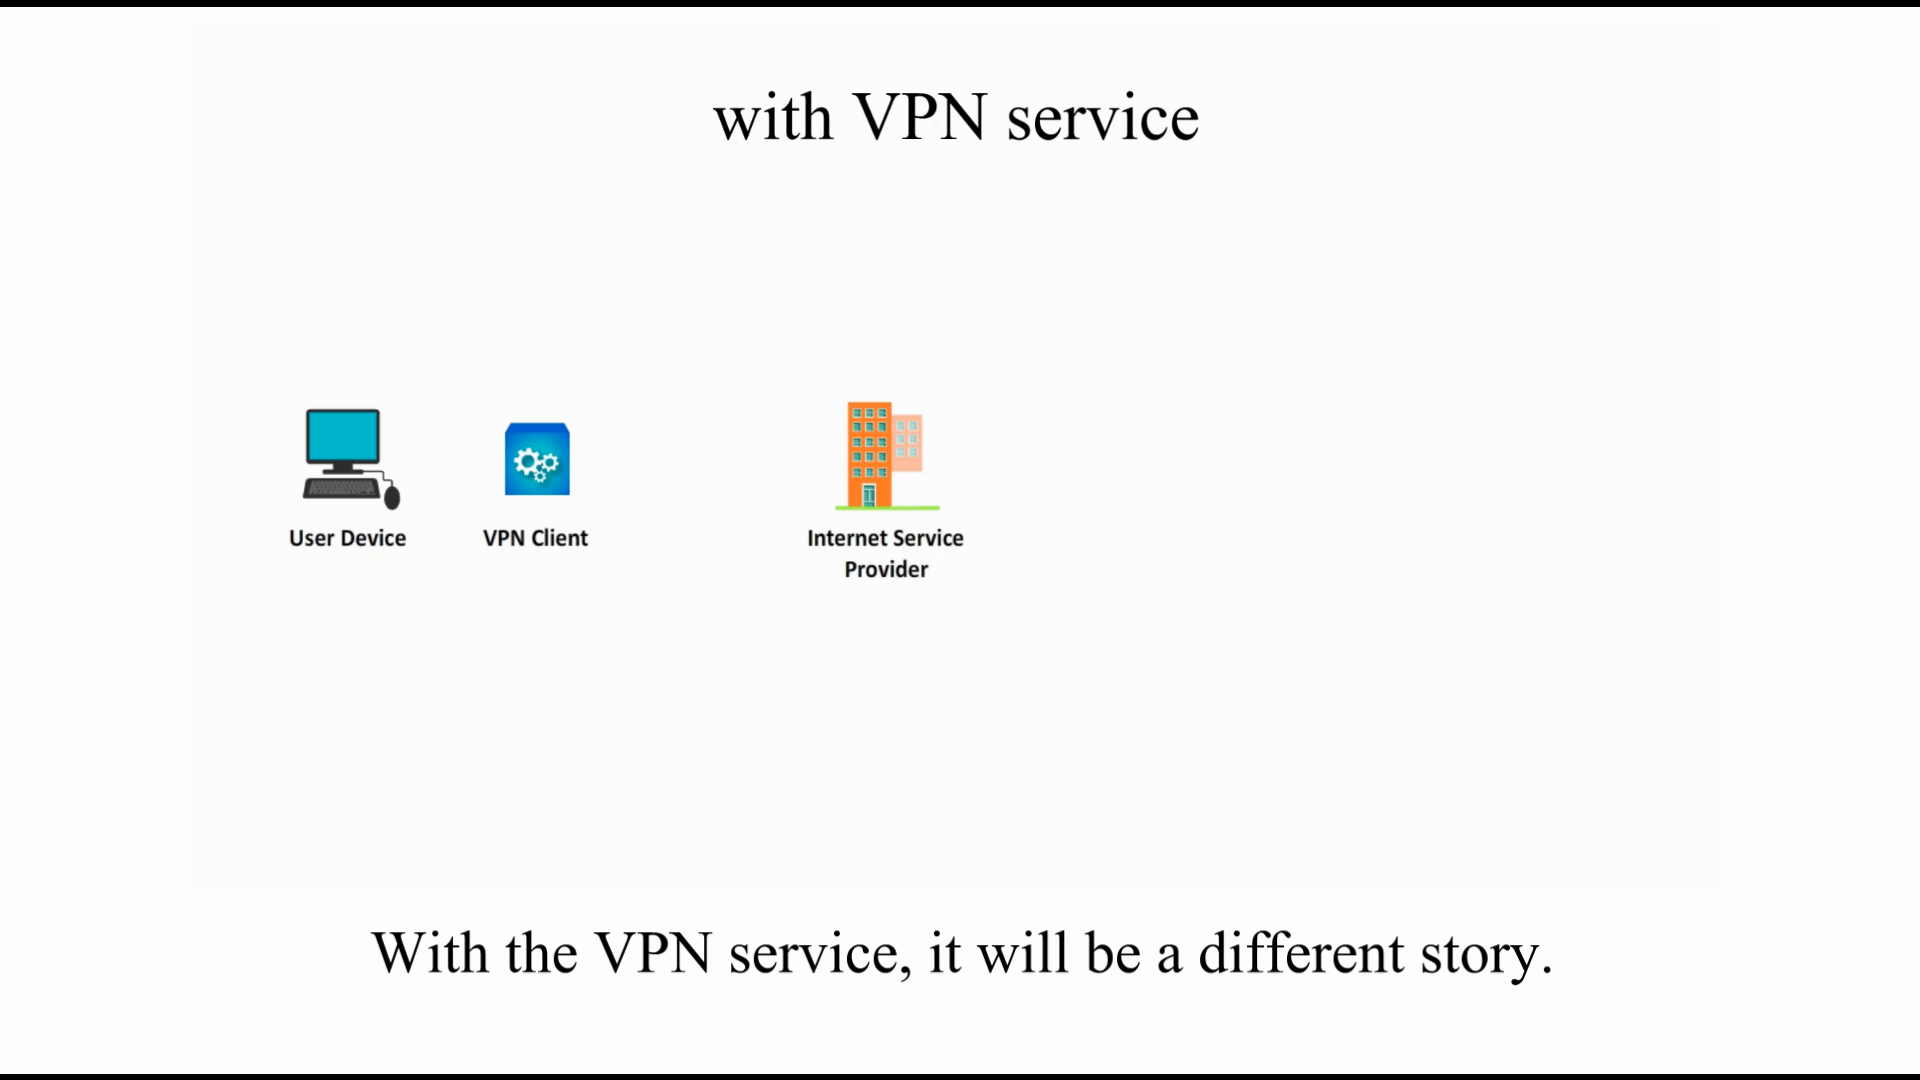 with VPN service
User Device
VPN Client
Internet Service
Provider
With the VPN service, it will be a different story.